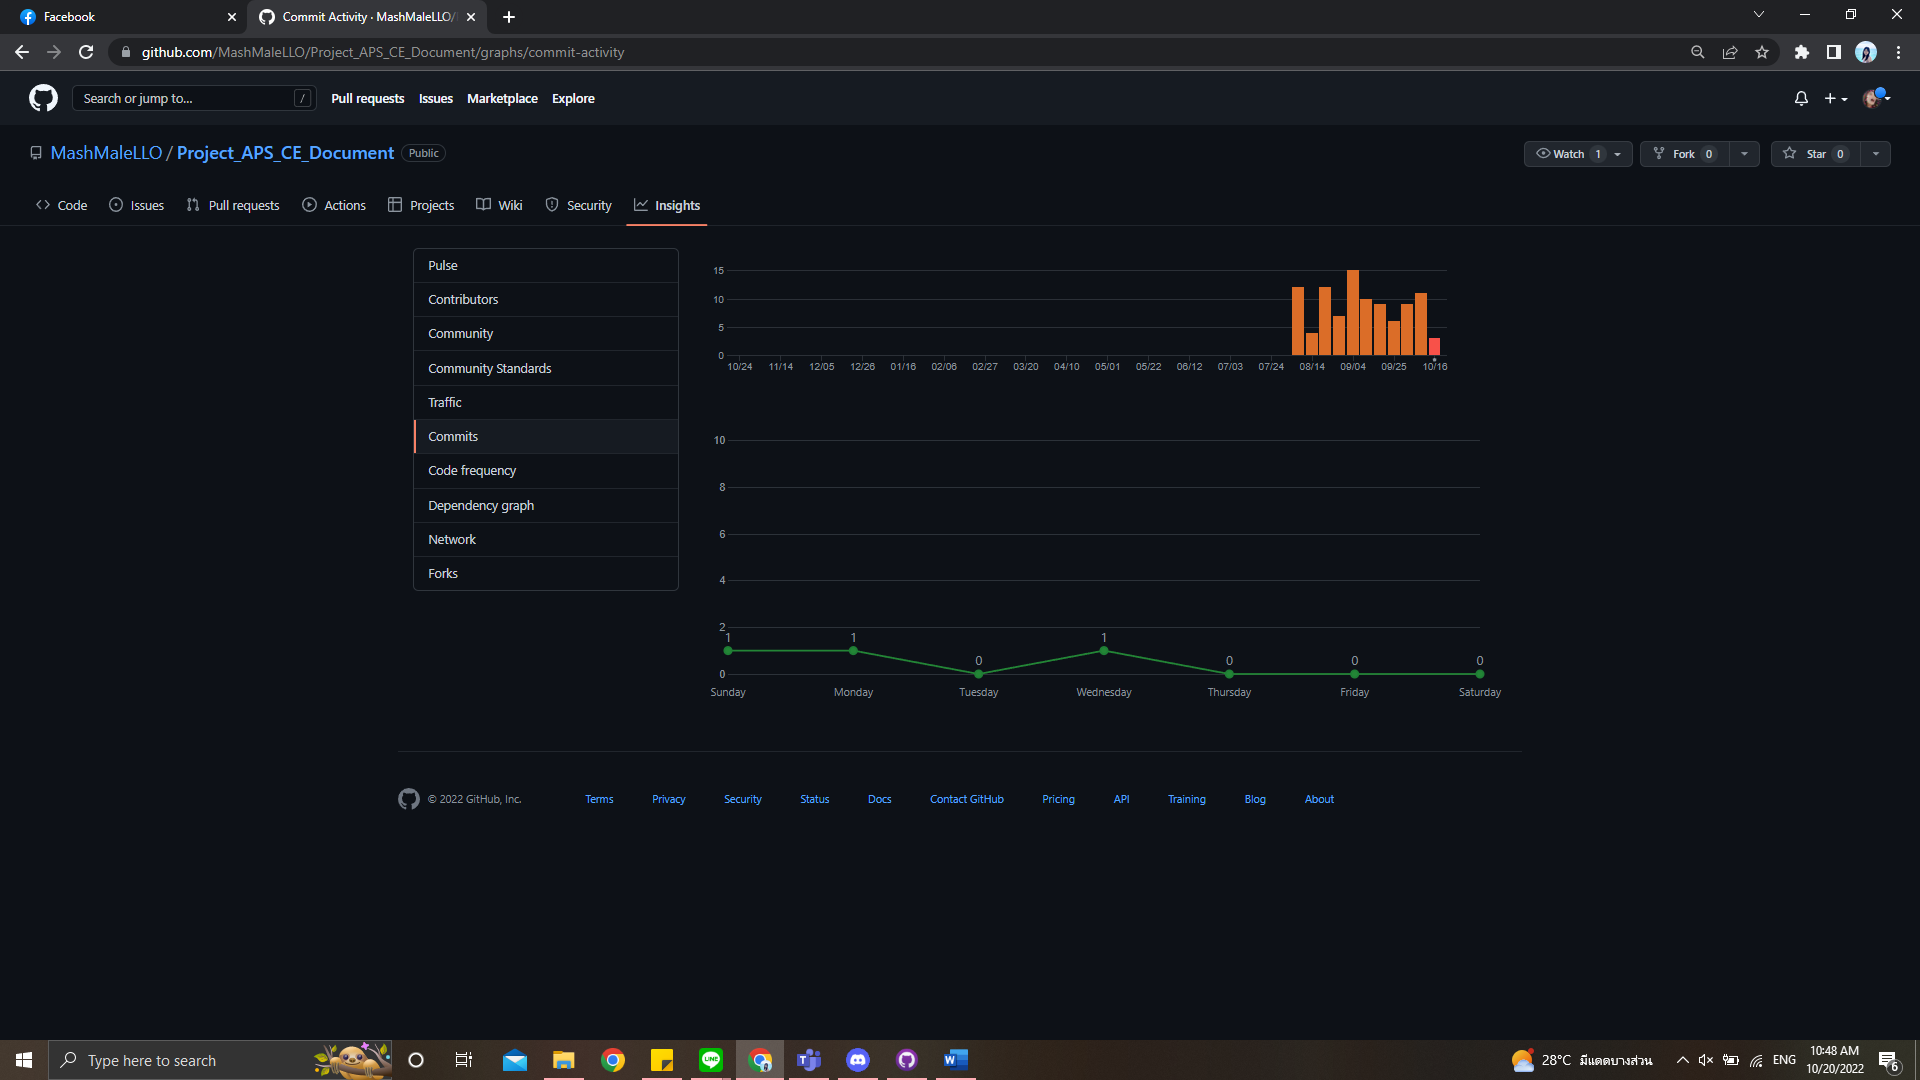 Facebook
Commit Activity · MashMaleLLO/
github.com/MashMaleLLO/Project_APS_CE_Document/graphs/commit-activity
Search or jump to... /
Pull requests Issues Marketplace Explore
MashMaleLLO / Project_APS_CE_Document Public
Watch 1 Fork 0 Star 0
Code Issues Pull requests Actions Projects Wiki Security Insights
Pulse
Contributors
Community
Community Standards
Traffic
Commits
Code frequency
Dependency graph
Network
Forks
15
10
5
0
10/24 11/14 12/05 12/26 01/16 02/06 02/27 03/20 04/10 05/01 05/22 06/12 07/03 07/24 08/14 09/04 09/25 10/16
10
8
6
4
2
0
1 1 0 1 0 0 0
Sunday Monday Tuesday Wednesday Thursday Friday Saturday
© 2022 GitHub, Inc. Terms Privacy Security Status Docs Contact GitHub Pricing API Training Blog About
Type here to search
LINE
T
W
28°C มีแดดบางส่วน
ENG
10:48 AM
10/20/2022
6